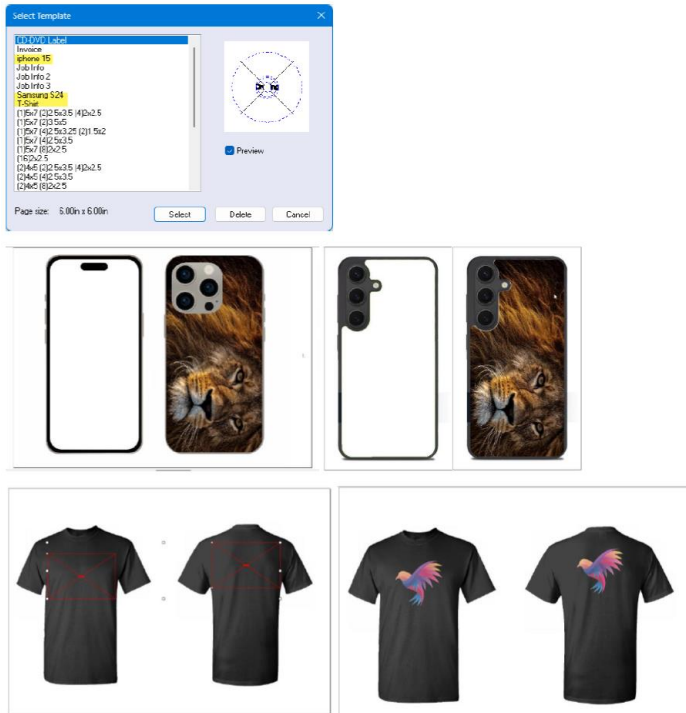 Select Template
CD-DVD Label
Invoice
iphone 15
Job Info
Job Info 2
Job Info 3
Samsung S24
T-Shirt
(1)5x7 (2)2.5x3.5 (4)2x2.5
(1)5x7 (2)3.5x5
(1)5x7 (4)2.5x3.25 (2)1.5x2
(1)5x7 (4)2.5x3.5
(1)5x7 (8)2x2.5
(16)2x2.5
(2)4x5 (2)2.5x3.5 (4)2x2.5
(2)4x5 (4)2.5x3.5
(2)4x5 (8)2x2.5
Preview
Page size: 6.00in x 6.00in
Select
Delete
Cancel